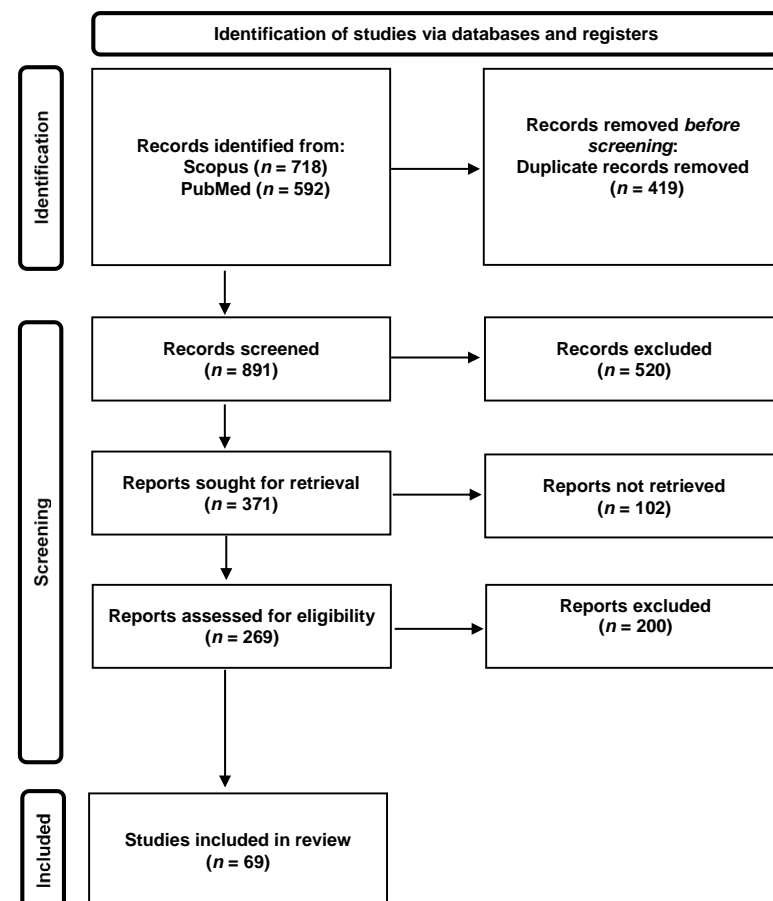 Identification of studies via databases and registers
Identification
Records identified from:
Scopus (n = 718)
PubMed (n = 592)
Records removed before
screening:
Duplicate records removed
(n = 419)
Screening
Records screened
(n = 891)
Records excluded
(n = 520)
Reports sought for retrieval
(n = 371)
Reports not retrieved
(n = 102)
Reports assessed for eligibility
(n = 269)
Reports excluded
(n = 200)
Included
Studies included in review
(n = 69)